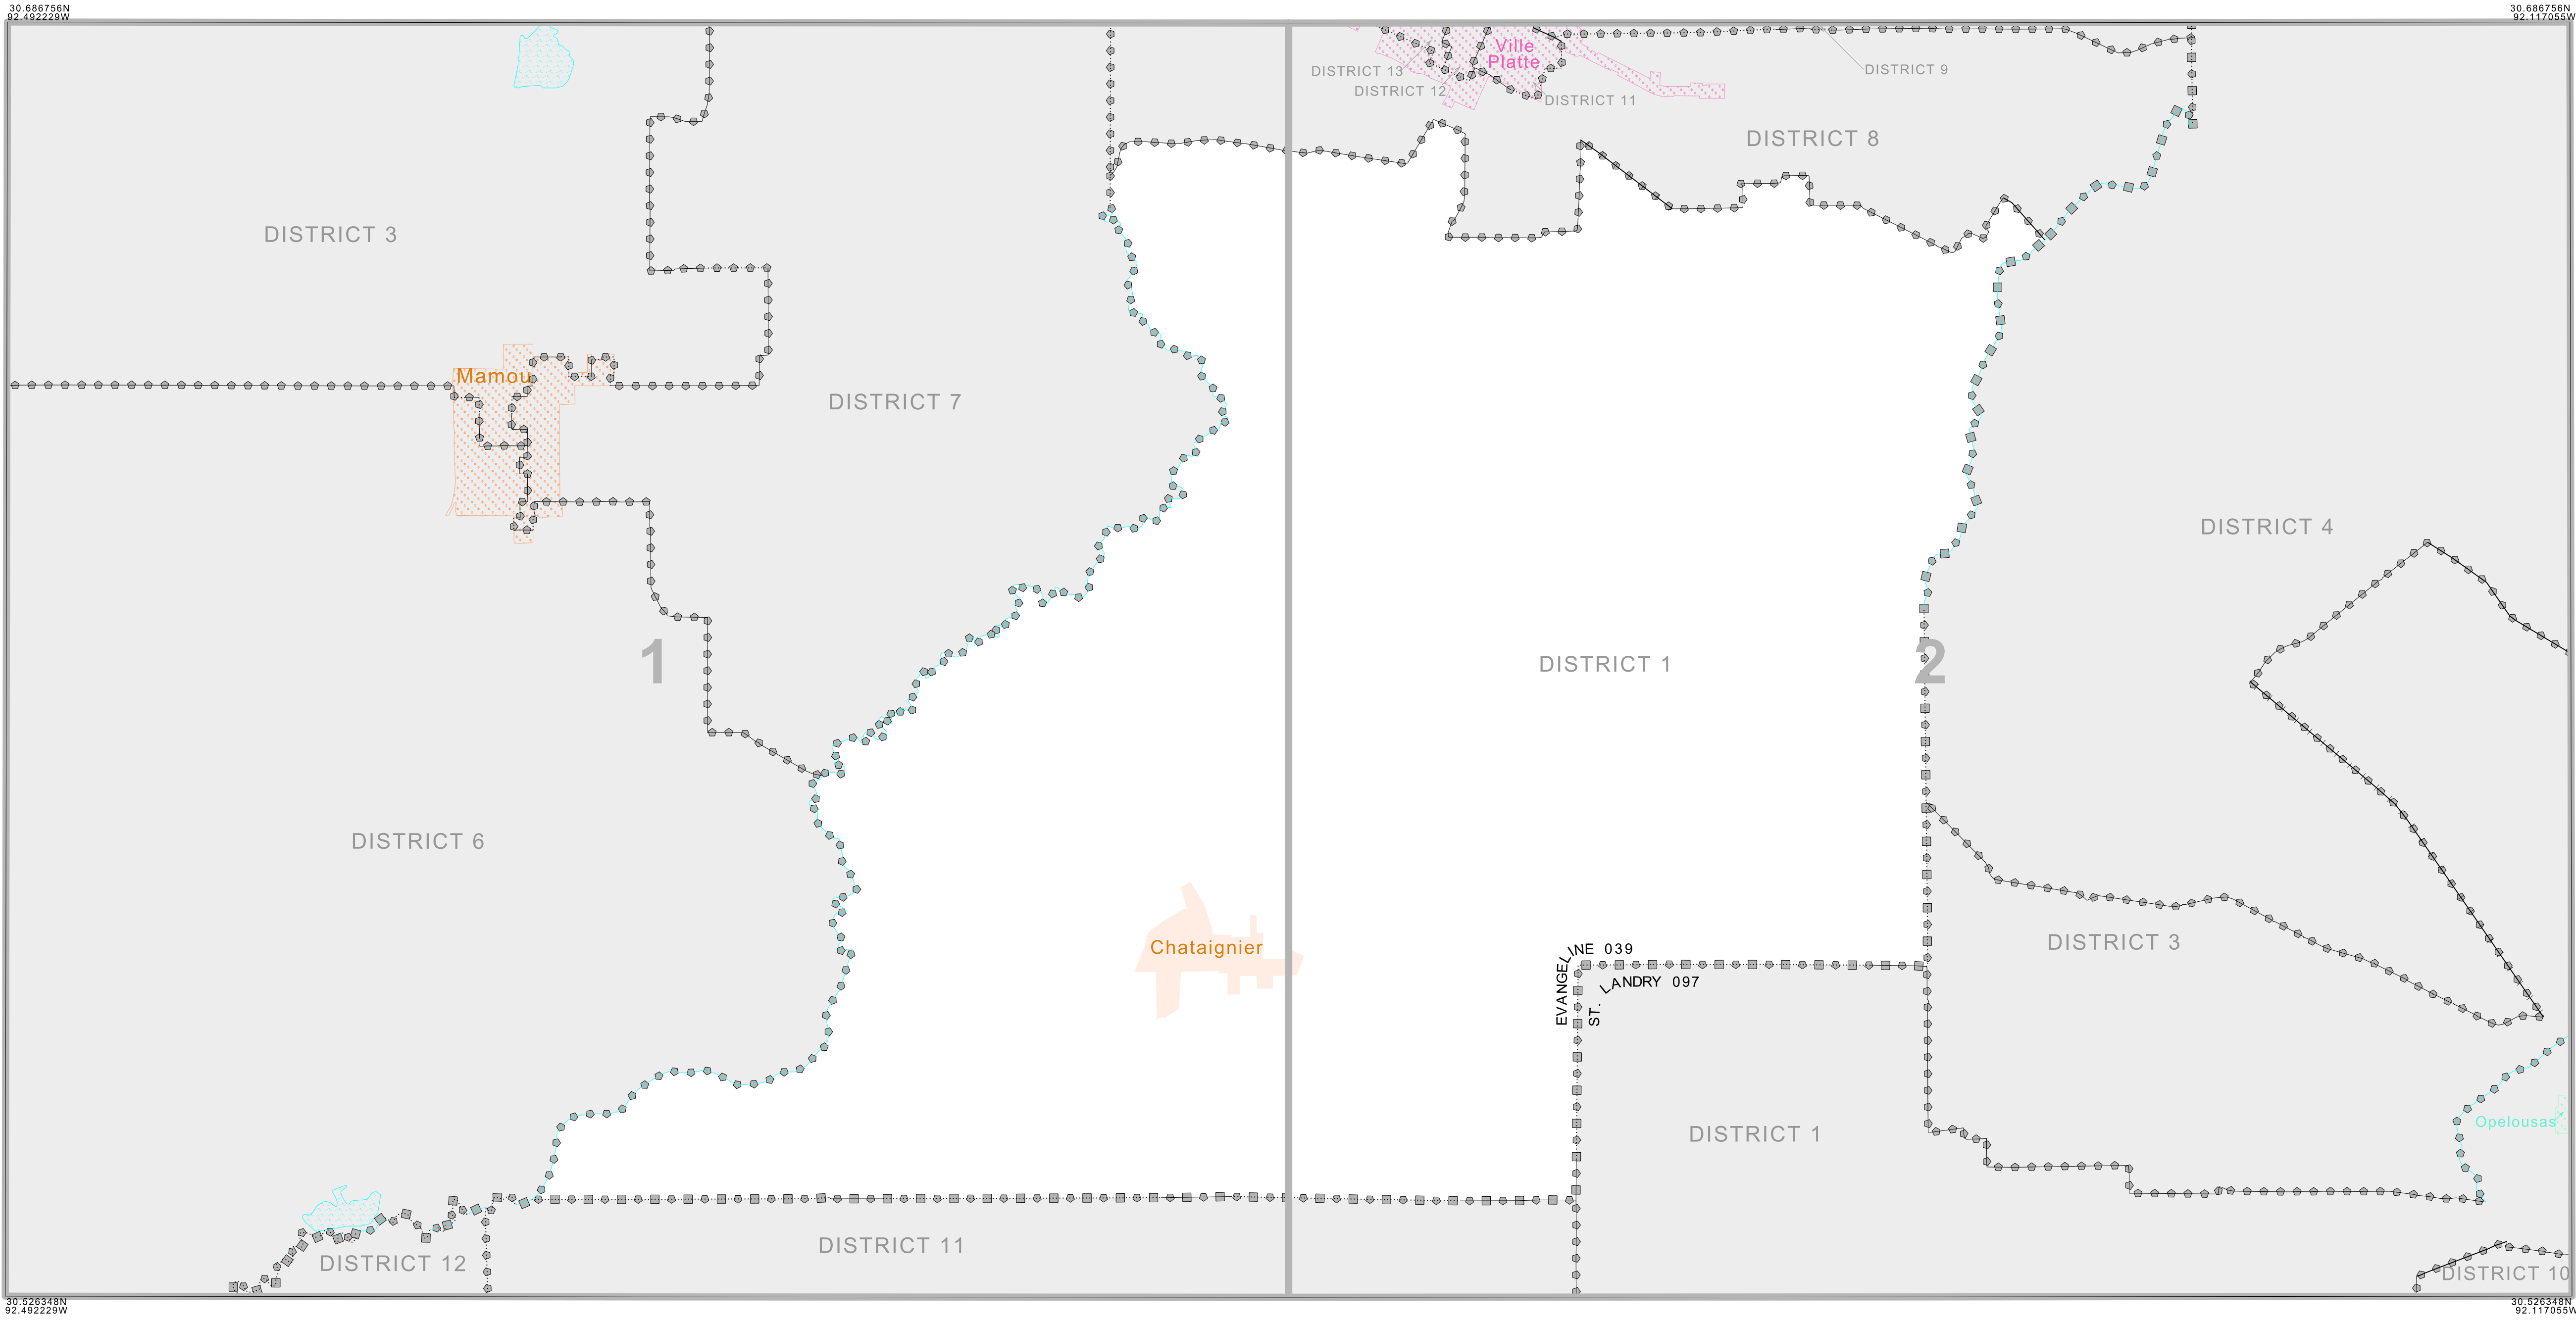 30.686756N
92.492229W
30.686756N
92.117055W
Ville
Platte
DISTRICT 13
DISTRICT 9
DISTRICT 12
DISTRICT 11
DISTRICT 8
DISTRICT 3
Mamou
DISTRICT 7
DISTRICT 4
1
DISTRICT 1
2
DISTRICT 6
Chataignier
DISTRICT 3
EVANGELINE 039
ST. LANDRY 097
Opelousas
DISTRICT 1
DISTRICT 11
DISTRICT 12
DISTRICT 10
30.526348N
92.492229W
30.526348N
92.117055W